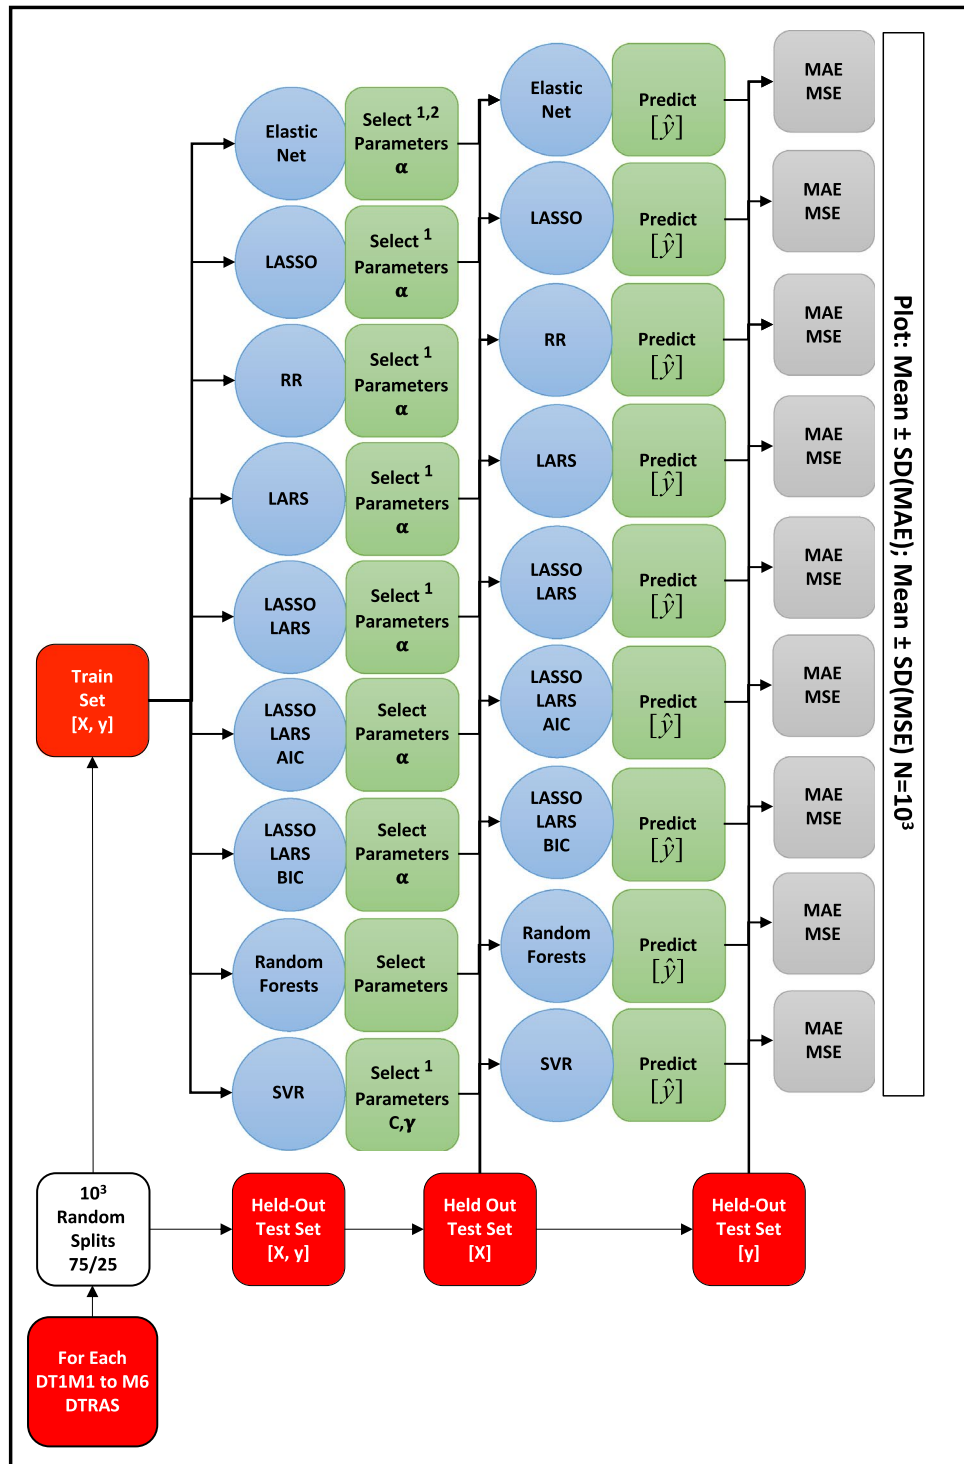 Elastic
Net
Select 1,2
Parameters
α
Elastic
Net
Predict
[ŷ]
MAE
MSE
LASSO
Select 1
Parameters
α
LASSO
Predict
[ŷ]
MAE
MSE
RR
Select 1
Parameters
α
RR
Predict
[ŷ]
MAE
MSE
LARS
Select 1
Parameters
α
LARS
Predict
[ŷ]
MAE
MSE
LASSO
LARS
Select 1
Parameters
α
LASSO
LARS
Predict
[ŷ]
MAE
MSE
LASSO
LARS
AIC
Select
Parameters
α
LASSO
LARS
AIC
Predict
[ŷ]
MAE
MSE
LASSO
LARS
BIC
Select
Parameters
α
LASSO
LARS
BIC
Predict
[ŷ]
MAE
MSE
Random
Forests
Select
Parameters
Random
Forests
Predict
[ŷ]
MAE
MSE
SVR
Select 1
Parameters
C,γ
SVR
Predict
[ŷ]
MAE
MSE
Plot: Mean ± SD(MAE); Mean ± SD(MSE) N=10³
Train
Set
[X, y]
10³
Random
Splits
75/25
Held-Out
Test Set
[X, y]
Held Out
Test Set
[X]
Held-Out
Test Set
[y]
For Each
DT1M1 to M6
DTRAS